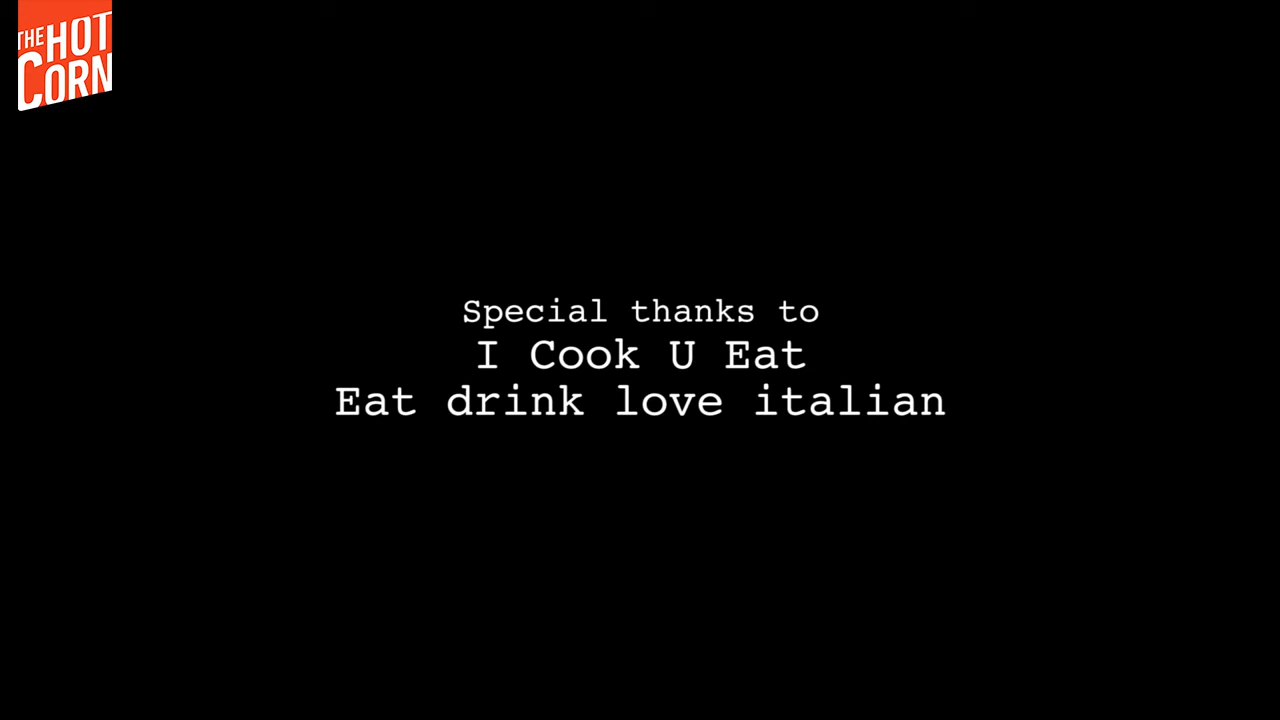 THE HOT
CORN
Special thanks to
I Cook U Eat
Eat drink love italian